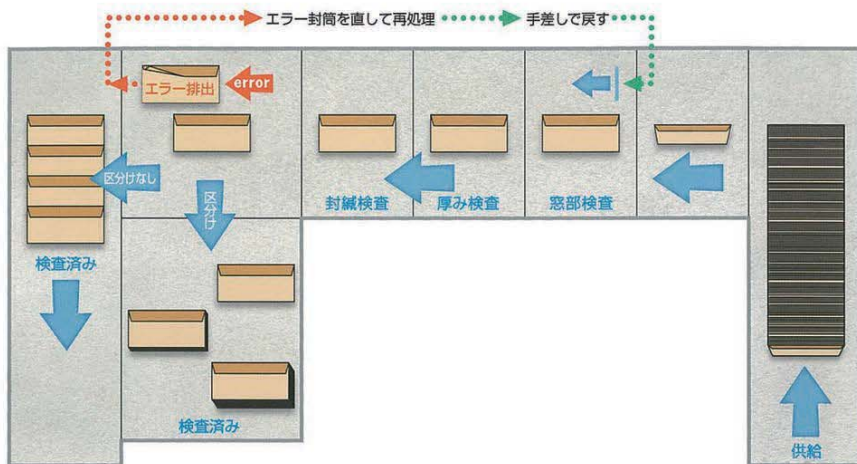 エラー封筒を直して再処理
手差しで戻す
エラー排出
error
区分けなし
区分け
封緘検査
厚み検査
窓部検査
検査済み
検査済み
供給